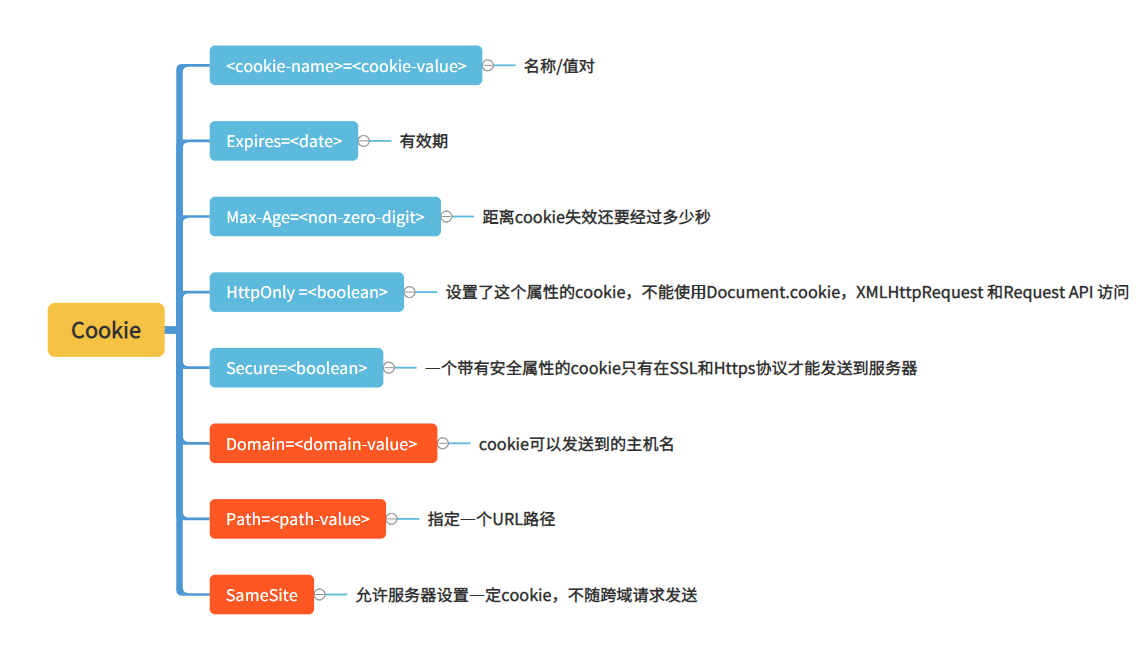 <cookie-name>=<cookie-value>
名称/值对
Expires=<date>
有效期
Max-Age=<non-zero-digit>
距离cookie失效还要经过多少秒
HttpOnly =<boolean>
设置了这个属性的cookie，不能使用Document.cookie，XMLHttpRequest 和Request API 访问
Cookie
Secure=<boolean>
一个带有安全属性的cookie只有在SSL和Https协议才能发送到服务器
Domain=<domain-value>
cookie可以发送到的主机名
Path=<path-value>
指定一个URL路径
SameSite
允许服务器设置一定cookie，不随跨域请求发送